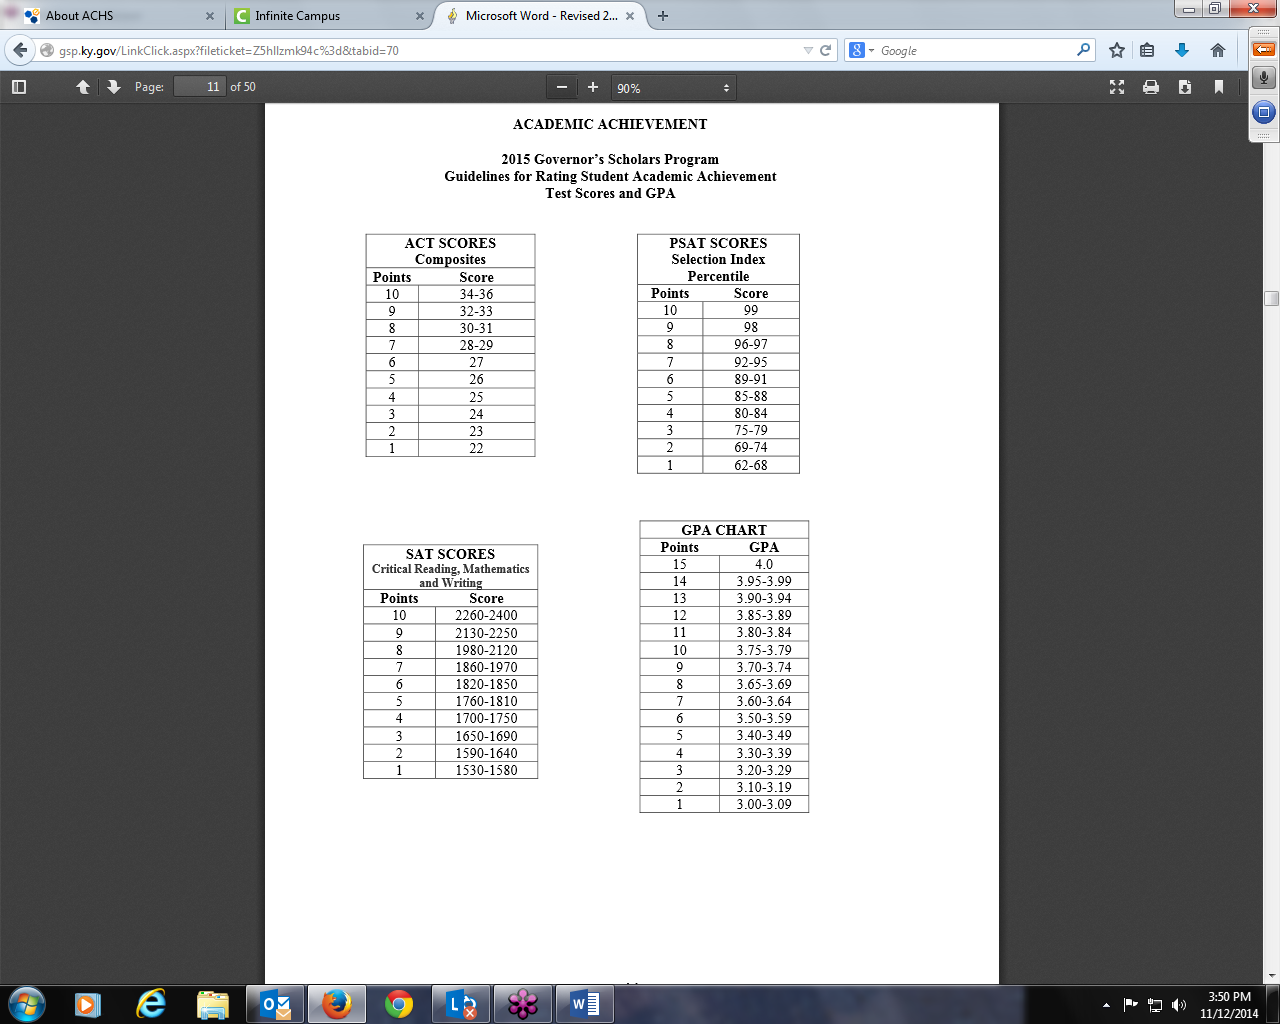 About ACHS
Infinite Campus
Microsoft Word - Revised 2...
gsp.ky.gov/LinkClick.aspx?fileticket=Z5hIlzmk94c%3d&tabid=70
Google
Page: 11 of 50
90%
ACADEMIC ACHIEVEMENT
2015 Governor's Scholars Program
Guidelines for Rating Student Academic Achievement
Test Scores and GPA
ACT SCORES
Composites
Points Score
10 34-36
9 32-33
8 30-31
7 28-29
6 27
5 26
4 25
3 24
2 23
1 22
PSAT SCORES
Selection Index
Percentile
Points Score
10 99
9 98
8 96-97
7 92-95
6 89-91
5 85-88
4 80-84
3 75-79
2 69-74
1 62-68
SAT SCORES
Critical Reading, Mathematics
and Writing
Points Score
10 2260-2400
9 2130-2250
8 1980-2120
7 1860-1970
6 1820-1850
5 1760-1810
4 1700-1750
3 1650-1690
2 1590-1640
1 1530-1580
GPA CHART
Points GPA
15 4.0
14 3.95-3.99
13 3.90-3.94
12 3.85-3.89
11 3.80-3.84
10 3.75-3.79
9 3.70-3.74
8 3.65-3.69
7 3.60-3.64
6 3.50-3.59
5 3.40-3.49
4 3.30-3.39
3 3.20-3.29
2 3.10-3.19
1 3.00-3.09
3:50 PM
11/12/2014